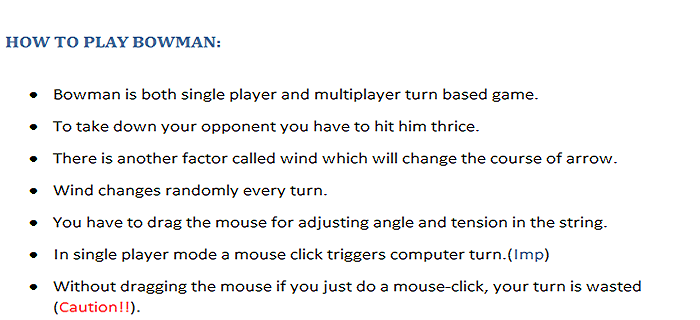 HOW TO PLAY BOWMAN:
• Bowman is both single player and multiplayer turn based game.
• To take down your opponent you have to hit him thrice.
• There is another factor called wind which will change the course of arrow.
• Wind changes randomly every turn.
• You have to drag the mouse for adjusting angle and tension in the string.
• In single player mode a mouse click triggers computer turn.(Imp)
• Without dragging the mouse if you just do a mouse-click, your turn is wasted
(Caution!!).